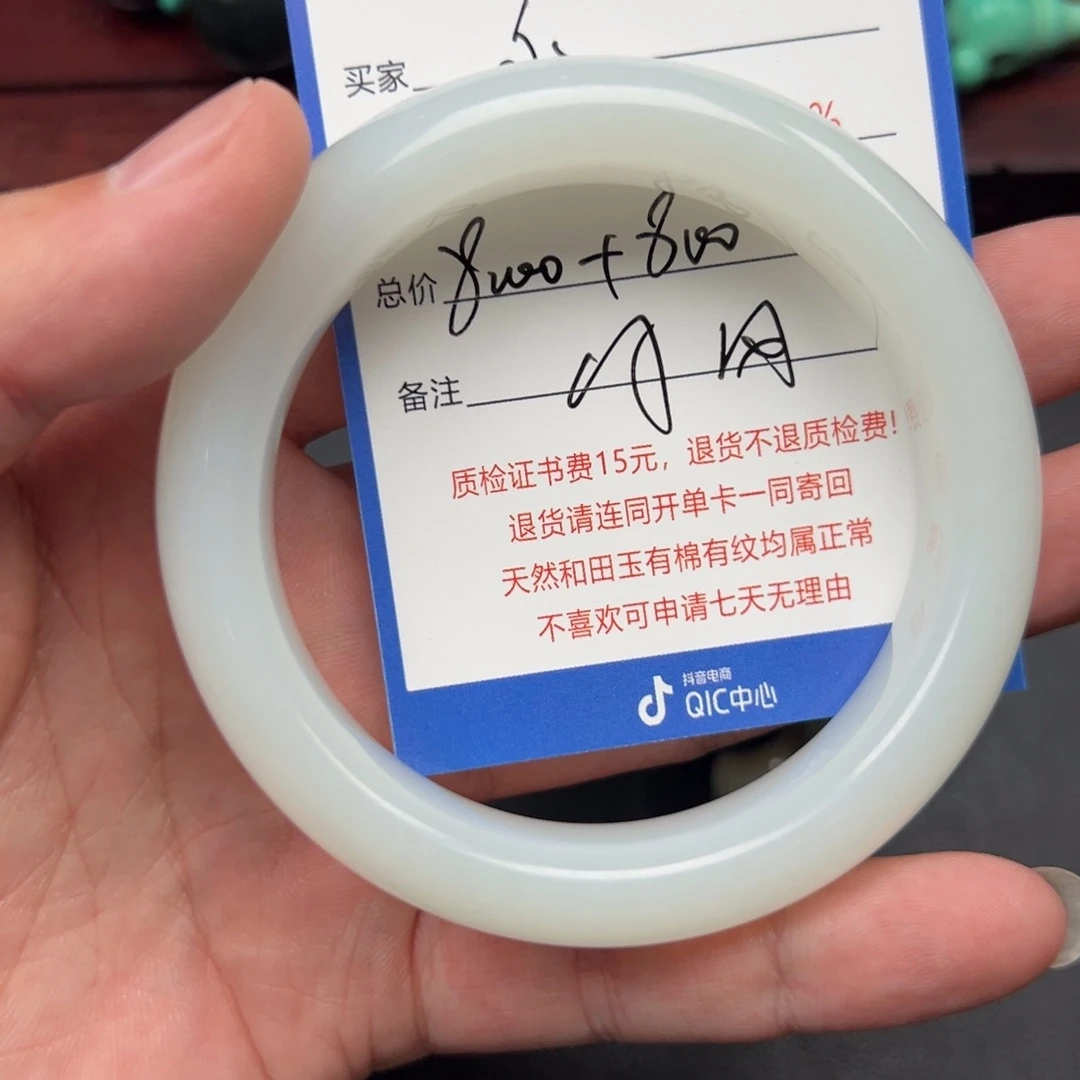 买家
%
总价 8000+800
备注
质检证书费15元，退货不退质检费！
退货请连同开单卡一同寄回
天然和田玉有棉有纹均属正常
不喜欢可申请七天无理由
抖音电商
QIC中心